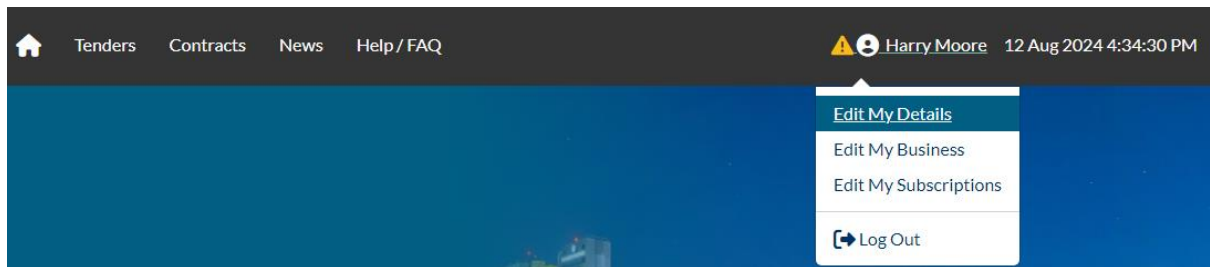 Tenders Contracts News Help / FAQ Harry Moore 12 Aug 2024 4:34:30 PM
Edit My Details
Edit My Business
Edit My Subscriptions
Log Out